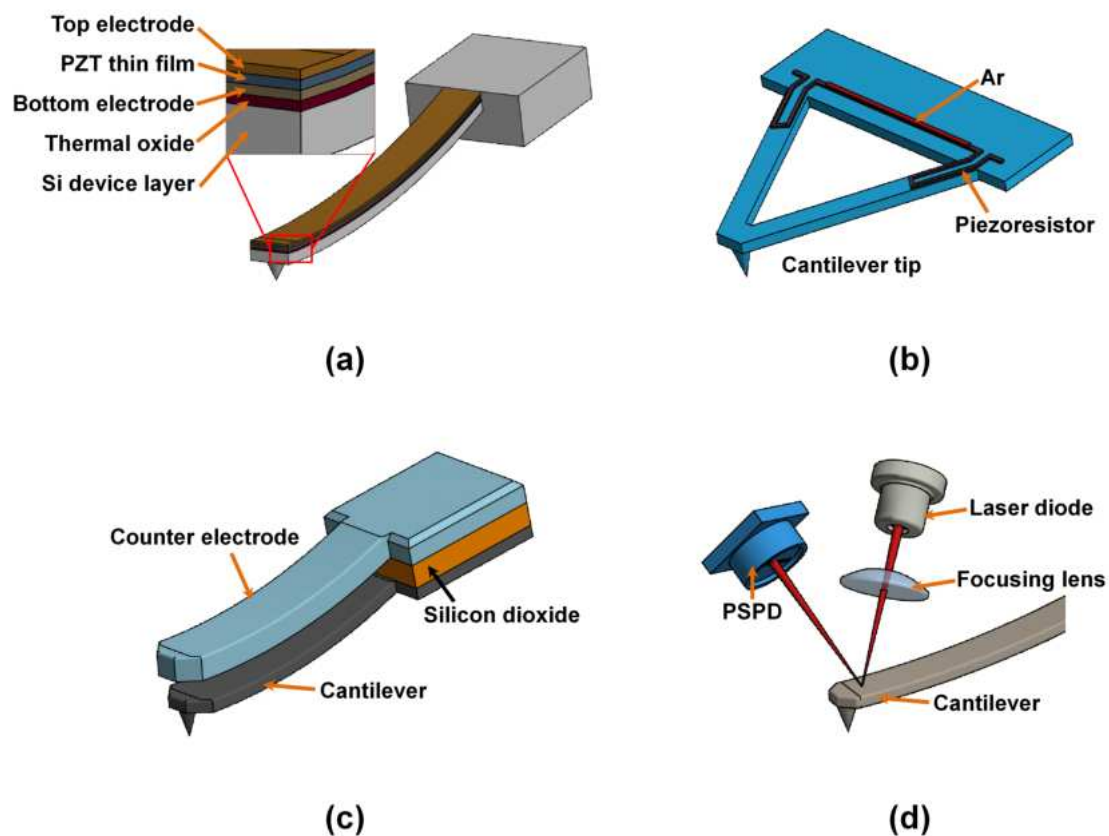 Top electrode
PZT thin film
Bottom electrode
Thermal oxide
Si device layer
(a)
Ar
Piezoresistor
Cantilever tip
(b)
Counter electrode
Silicon dioxide
Cantilever
(c)
Laser diode
Focusing lens
PSPD
Cantilever
(d)